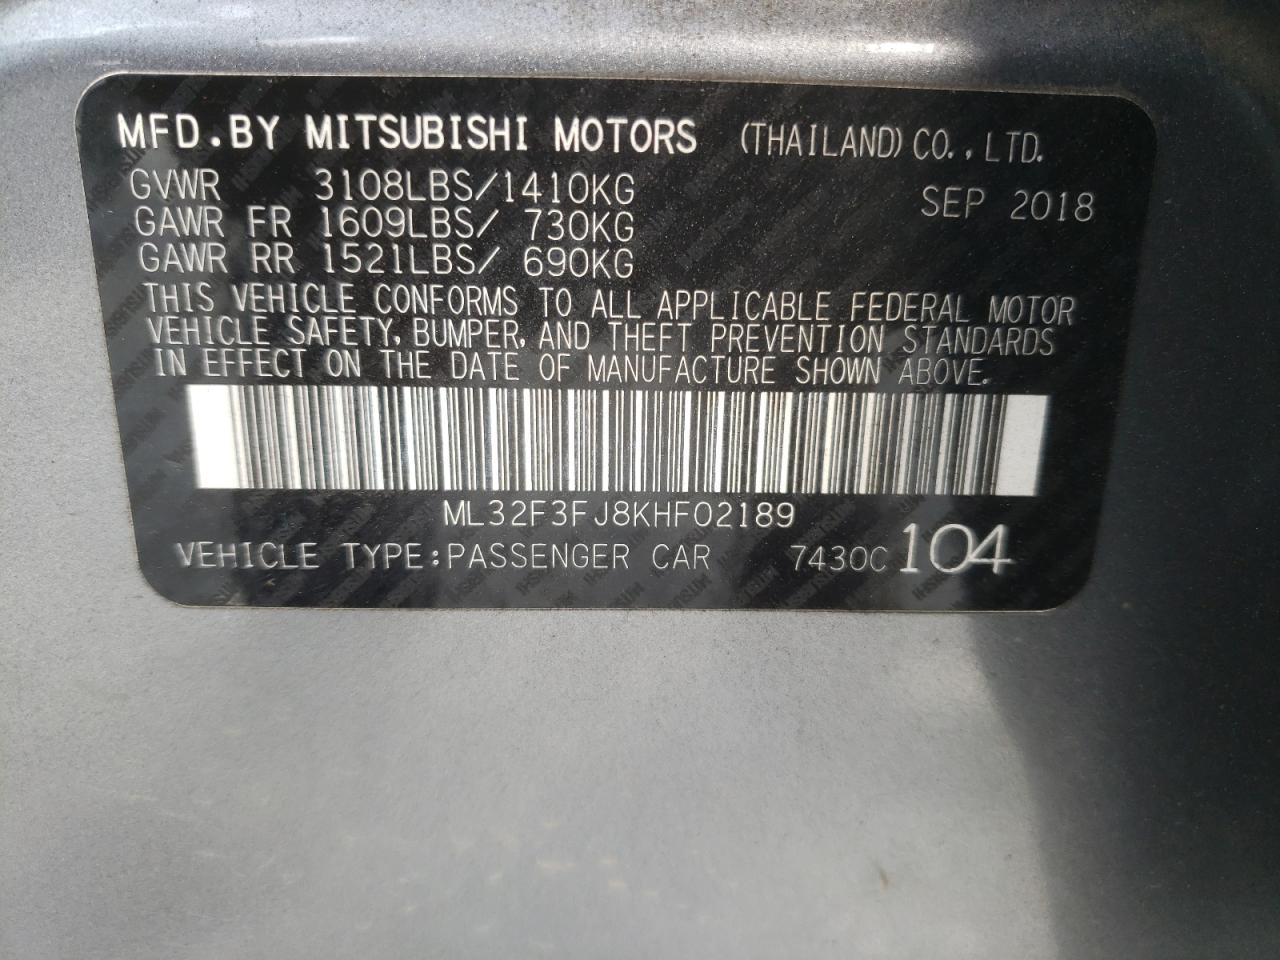 MFD.BY MITSUBISHI MOTORS (THAILAND) CO.,LTD.
GVWR 3108LBS/1410KG SEP 2018
GAWR FR 1609LBS/ 730KG
GAWR RR 1521LBS/ 690KG
THIS VEHICLE CONFORMS TO ALL APPLICABLE FEDERAL MOTOR
VEHICLE SAFETY, BUMPER, AND THEFT PREVENTION STANDARDS
IN EFFECT ON THE DATE OF MANUFACTURE SHOWN ABOVE.
ML32F3FJ8KHF02189
VEHICLE TYPE:PASSENGER CAR 7430C 104